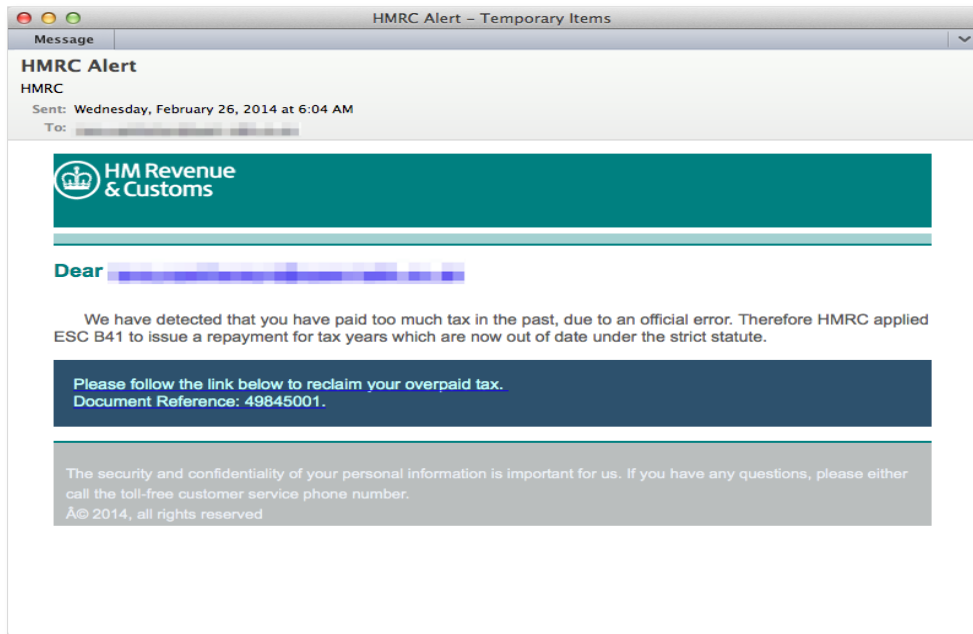 HMRC Alert – Temporary Items
Message
HMRC Alert
HMRC
Sent: Wednesday, February 26, 2014 at 6:04 AM
To:
HM Revenue
& Customs
Dear
We have detected that you have paid too much tax in the past, due to an official error. Therefore HMRC applied
ESC B41 to issue a repayment for tax years which are now out of date under the strict statute.
Please follow the link below to reclaim your overpaid tax.
Document Reference: 49845001.
The security and confidentiality of your personal information is important for us. If you have any questions, please either
call the toll-free customer service phone number.
Â© 2014, all rights reserved